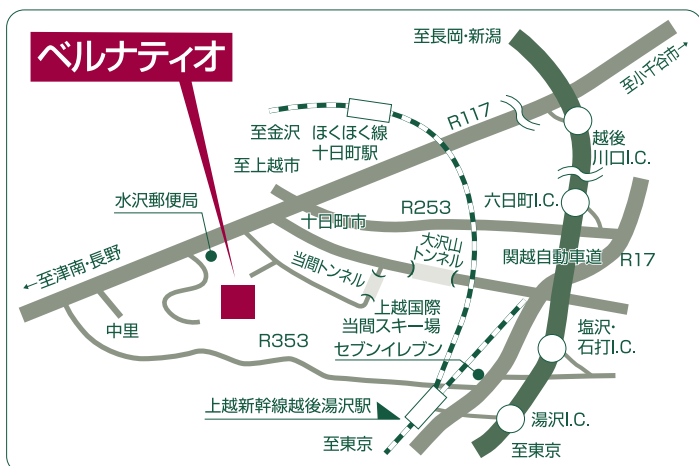 ベルナティオ
至長岡・新潟
至小千谷市→
至金沢
ほくほく線
十日町駅
R117
越後
川口I.C.
至上越市
水沢郵便局
十日町市
R253
六日町I.C.
大沢山
トンネル
関越自動車道
R17
←至津南・長野
当間トンネル
上越国際
当間スキー場
中里
R353
セブンイレブン
塩沢・
石打I.C.
上越新幹線越後湯沢駅
湯沢I.C.
至東京
至東京